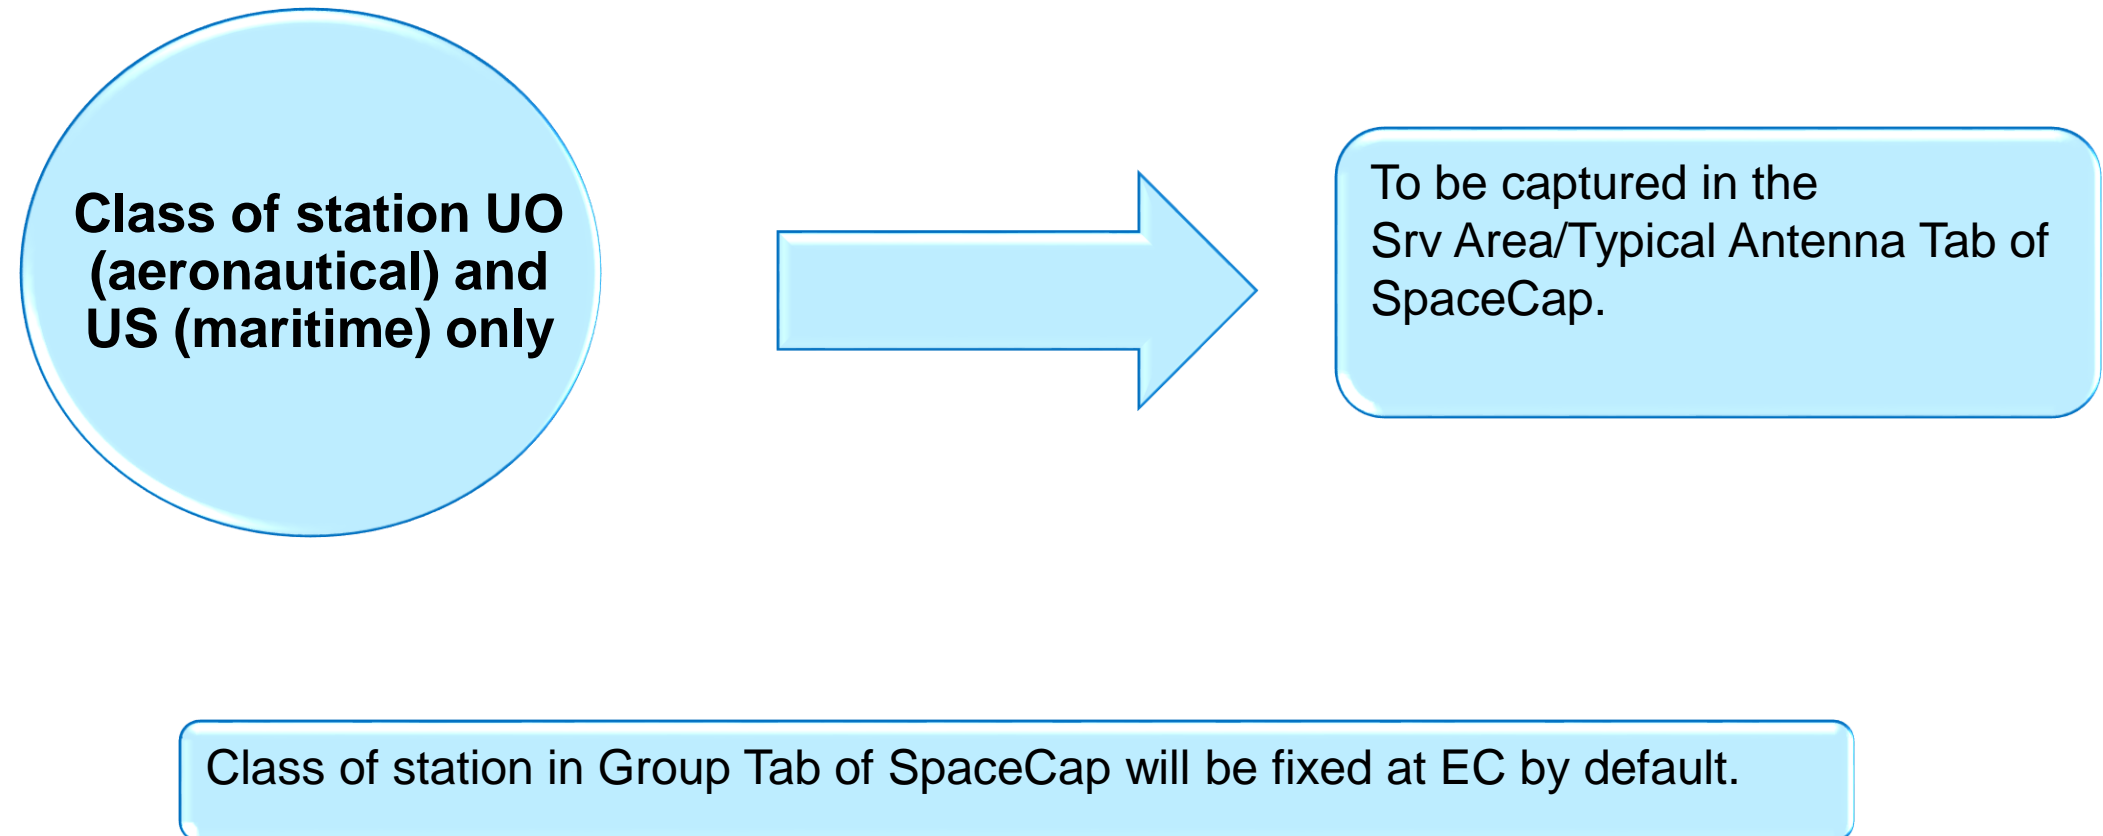 Class of station UO
(aeronautical) and
US (maritime) only
To be captured in the
Srv Area/Typical Antenna Tab of
SpaceCap.
Class of station in Group Tab of SpaceCap will be fixed at EC by default.